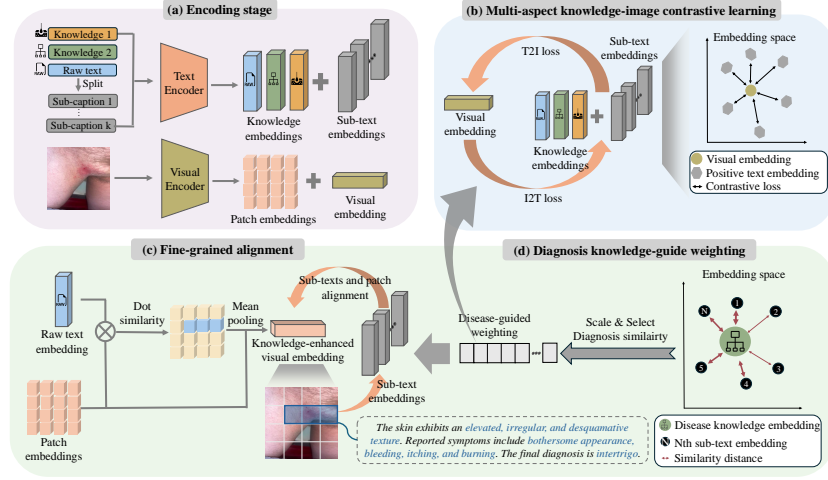 (a) Encoding stage
Knowledge 1
Knowledge 2
Raw text
Split
Sub-caption 1
Sub-caption k
Text
Encoder
Knowledge
embeddings
Sub-text
embeddings
Visual
Encoder
Patch embeddings
Visual
embedding
(b) Multi-aspect knowledge-image contrastive learning
T2I loss
Sub-text
embeddings
Visual
embedding
Knowledge
embeddings
I2T loss
Embedding space
Visual embedding
Positive text embedding
Contrastive loss
(c) Fine-grained alignment
Raw text
embedding
Dot
similarity
Mean
pooling
Patch
embeddings
Sub-texts and patch
alignment
Knowledge-enhanced
visual embedding
Sub-text
embeddings
The skin exhibits an elevated, irregular, and desquamative
texture. Reported symptoms include bothersome appearance,
bleeding, itching, and burning. The final diagnosis is intertrigo.
(d) Diagnosis knowledge-guide weighting
Disease-guided
weighting
Scale & Select
Diagnosis similairty
Embedding space
N
1
2
3
4
5
Disease knowledge embedding
N
Nth sub-text embedding
Similarity distance